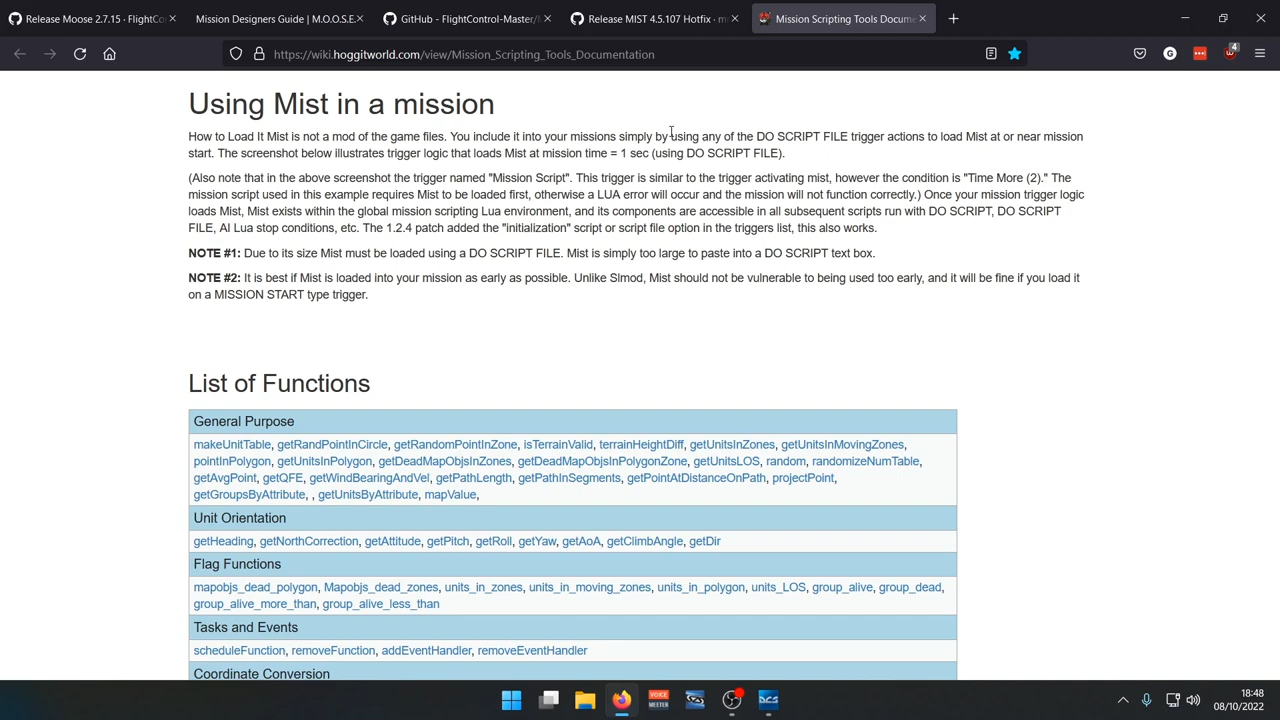 Release Moose 2.7.15 · FlightCo
Mission Designers Guide | M.O.O.S.E.
GitHub - FlightControl-Master/
Release MIST 4.5.107 Hotfix · m
Mission Scripting Tools Docume
https://wiki.hoggitworld.com/view/Mission_Scripting_Tools_Documentation
4
Using Mist in a mission
How to Load It Mist is not a mod of the game files. You include it into your missions simply by using any of the DO SCRIPT FILE trigger actions to load Mist at or near mission
start. The screenshot below illustrates trigger logic that loads Mist at mission time = 1 sec (using DO SCRIPT FILE).
(Also note that in the above screenshot the trigger named "Mission Script". This trigger is similar to the trigger activating mist, however the condition is "Time More (2)." The
mission script used in this example requires Mist to be loaded first, otherwise a LUA error will occur and the mission will not function correctly.) Once your mission trigger logic
loads Mist, Mist exists within the global mission scripting Lua environment, and its components are accessible in all subsequent scripts run with DO SCRIPT, DO SCRIPT
FILE, AI Lua stop conditions, etc. The 1.2.4 patch added the "initialization" script or script file option in the triggers list, this also works.
NOTE #1: Due to its size Mist must be loaded using a DO SCRIPT FILE. Mist is simply too large to paste into a DO SCRIPT text box.
NOTE #2: It is best if Mist is loaded into your mission as early as possible. Unlike Slmod, Mist should not be vulnerable to being used too early, and it will be fine if you load it
on a MISSION START type trigger.
List of Functions
General Purpose
makeUnitTable, getRandPointInCircle, getRandomPointInZone, isTerrainValid, terrainHeightDiff, getUnitsInZones, getUnitsInMovingZones,
pointInPolygon, getUnitsInPolygon, getDeadMapObjsInZones, getDeadMapObjsInPolygonZone, getUnitsLOS, random, randomizeNumTable,
getAvgPoint, getQFE, getWindBearingAndVel, getPathLength, getPathInSegments, getPointAtDistanceOnPath, projectPoint,
getGroupsByAttribute, , getUnitsByAttribute, mapValue,
Unit Orientation
getHeading, getNorthCorrection, getAttitude, getPitch, getRoll, getYaw, getAoA, getClimbAngle, getDir
Flag Functions
mapobjs_dead_polygon, Mapobjs_dead_zones, units_in_zones, units_in_moving_zones, units_in_polygon, units_LOS, group_alive, group_dead,
group_alive_more_than, group_alive_less_than
Tasks and Events
scheduleFunction, removeFunction, addEventHandler, removeEventHandler
Coordinate Conversion
VOICE
MEETER
DCS
18:48
08/10/2022